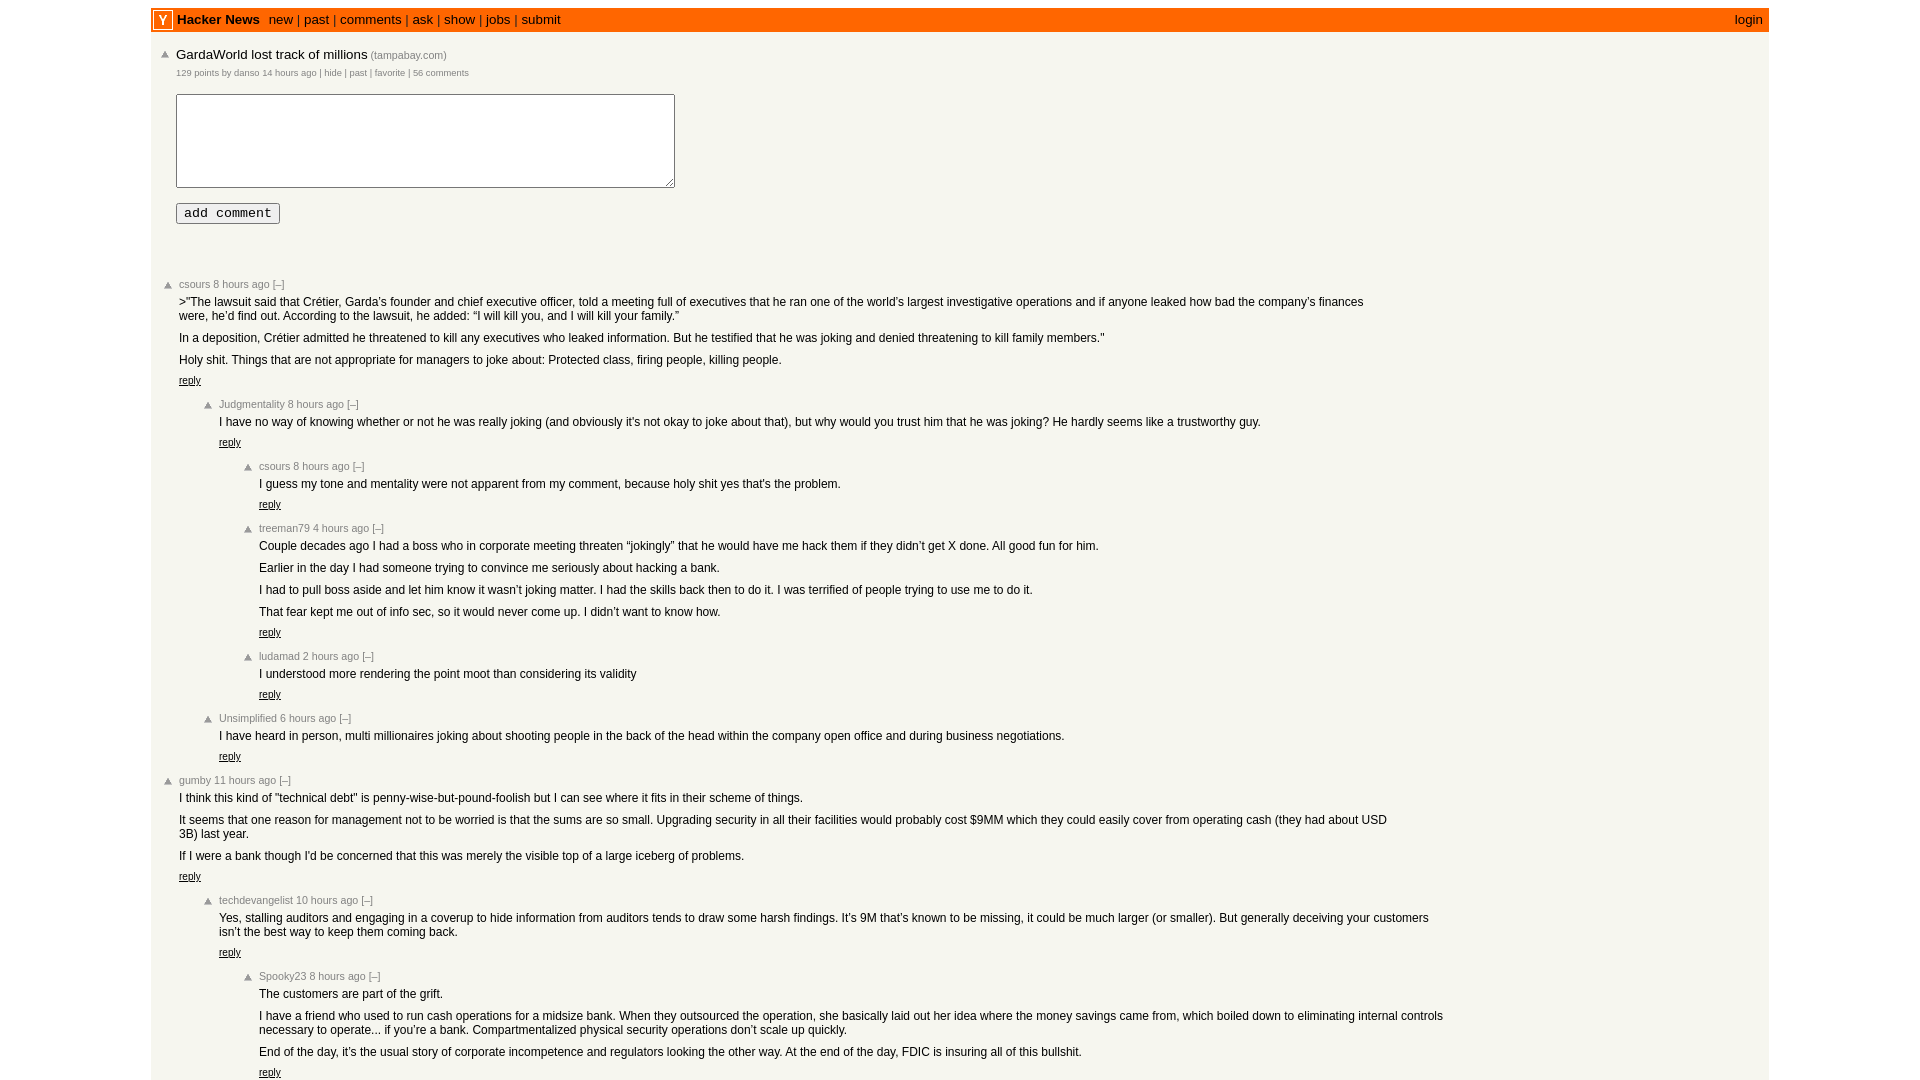 Y Hacker News new | past | comments | ask | show | jobs | submit login
GardaWorld lost track of millions (tampabay.com)
129 points by danso 14 hours ago | hide | past | favorite | 56 comments
add comment
csours 8 hours ago [–]
>"The lawsuit said that Crétier, Garda’s founder and chief executive officer, told a meeting full of executives that he ran one of the world’s largest investigative operations and if anyone leaked how bad the company’s finances
were, he’d find out. According to the lawsuit, he added: “I will kill you, and I will kill your family.”
In a deposition, Crétier admitted he threatened to kill any executives who leaked information. But he testified that he was joking and denied threatening to kill family members."
Holy shit. Things that are not appropriate for managers to joke about: Protected class, firing people, killing people.
reply
Judgmentality 8 hours ago [–]
I have no way of knowing whether or not he was really joking (and obviously it's not okay to joke about that), but why would you trust him that he was joking? He hardly seems like a trustworthy guy.
reply
csours 8 hours ago [–]
I guess my tone and mentality were not apparent from my comment, because holy shit yes that's the problem.
reply
treeman79 4 hours ago [–]
Couple decades ago I had a boss who in corporate meeting threaten “jokingly” that he would have me hack them if they didn’t get X done. All good fun for him.
Earlier in the day I had someone trying to convince me seriously about hacking a bank.
I had to pull boss aside and let him know it wasn’t joking matter. I had the skills back then to do it. I was terrified of people trying to use me to do it.
That fear kept me out of info sec, so it would never come up. I didn’t want to know how.
reply
ludamad 2 hours ago [–]
I understood more rendering the point moot than considering its validity
reply
Unsimplified 6 hours ago [–]
I have heard in person, multi millionaires joking about shooting people in the back of the head within the company open office and during business negotiations.
reply
gumby 11 hours ago [–]
I think this kind of "technical debt" is penny-wise-but-pound-foolish but I can see where it fits in their scheme of things.
It seems that one reason for management not to be worried is that the sums are so small. Upgrading security in all their facilities would probably cost $9MM which they could easily cover from operating cash (they had about USD
3B) last year.
If I were a bank though I'd be concerned that this was merely the visible top of a large iceberg of problems.
reply
techdevangelist 10 hours ago [–]
Yes, stalling auditors and engaging in a coverup to hide information from auditors tends to draw some harsh findings. It’s 9M that’s known to be missing, it could be much larger (or smaller). But generally deceiving your customers
isn’t the best way to keep them coming back.
reply
Spooky23 8 hours ago [–]
The customers are part of the grift.
I have a friend who used to run cash operations for a midsize bank. When they outsourced the operation, she basically laid out her idea where the money savings came from, which boiled down to eliminating internal controls
necessary to operate... if you’re a bank. Compartmentalized physical security operations don’t scale up quickly.
End of the day, it’s the usual story of corporate incompetence and regulators looking the other way. At the end of the day, FDIC is insuring all of this bullshit.
reply